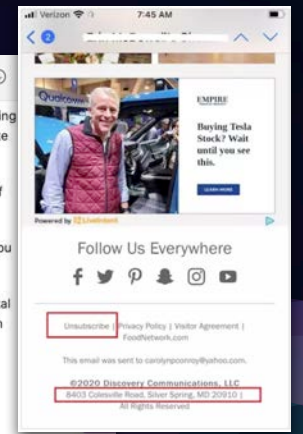 Verizon
7:45 AM
2
Qualcomm
EMPIRE
Buying Tesla
Stock? Wait
until you see
this.
LEARN MORE
Powered by LiveIntent
Follow Us Everywhere
Unsubscribe | Privacy Policy | Visitor Agreement |
FoodNetwork.com
This email was sent to carolynpconroy@yahoo.com.
©2020 Discovery Communications, LLC
8403 Colesville Road, Silver Spring, MD 20910 |
All Rights Reserved